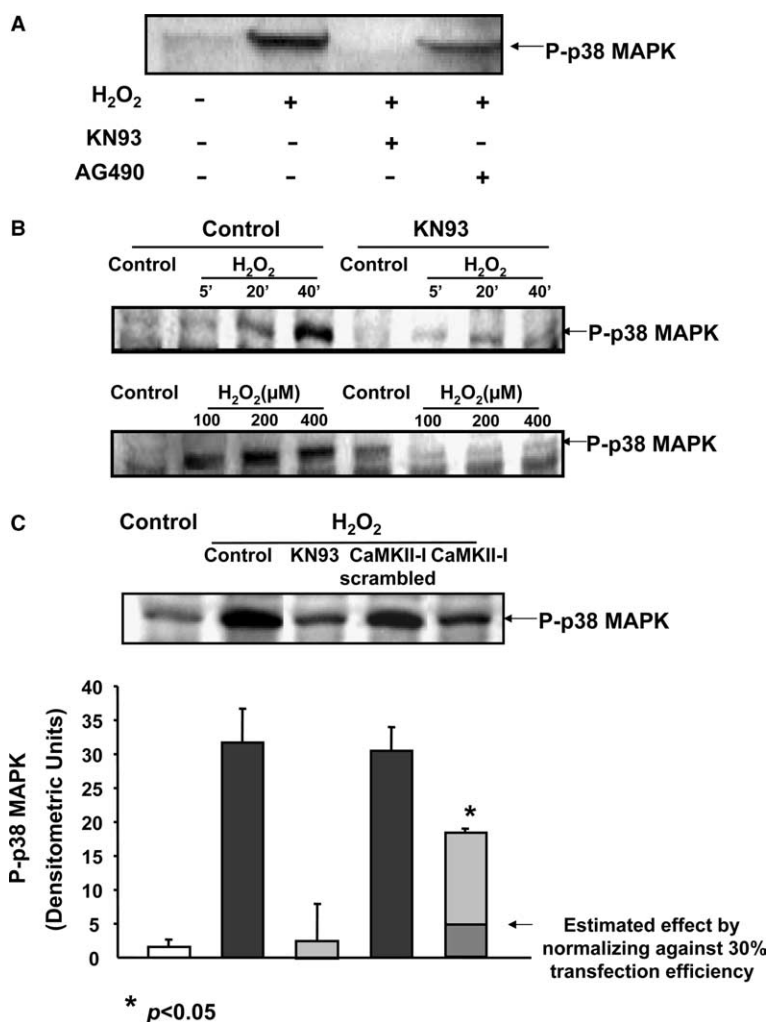 A
P-p38 MAPK
H₂O₂ - + + +
KN93 - - + -
AG490 - - - +
B
Control KN93
Control H₂O₂ Control H₂O₂
5' 20' 40' 5' 20' 40'
P-p38 MAPK
Control H₂O₂(µM) Control H₂O₂(µM)
100 200 400 100 200 400
P-p38 MAPK
C
Control H₂O₂
Control KN93 CaMKII-I CaMKII-I
scrambled
P-p38 MAPK
P-p38 MAPK
(Densitometric Units)
40
35
30
25
20
15
10
5
0
*
Estimated effect by
normalizing against 30%
transfection efficiency
* p<0.05